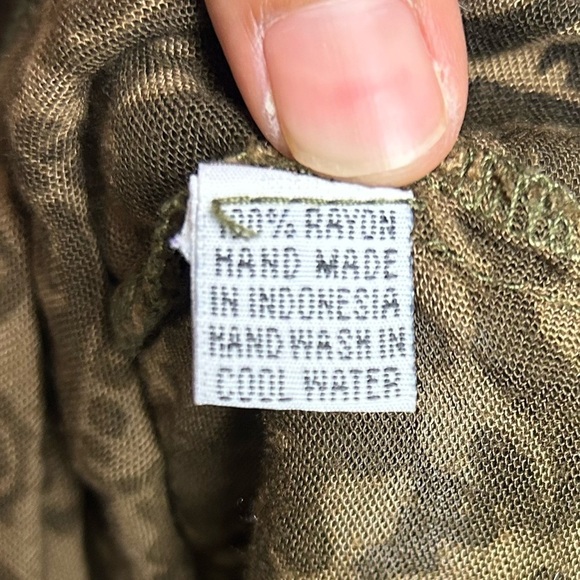 100% RAYON
HAND MADE
IN INDONESIA
HAND WASH IN
COOL WATER